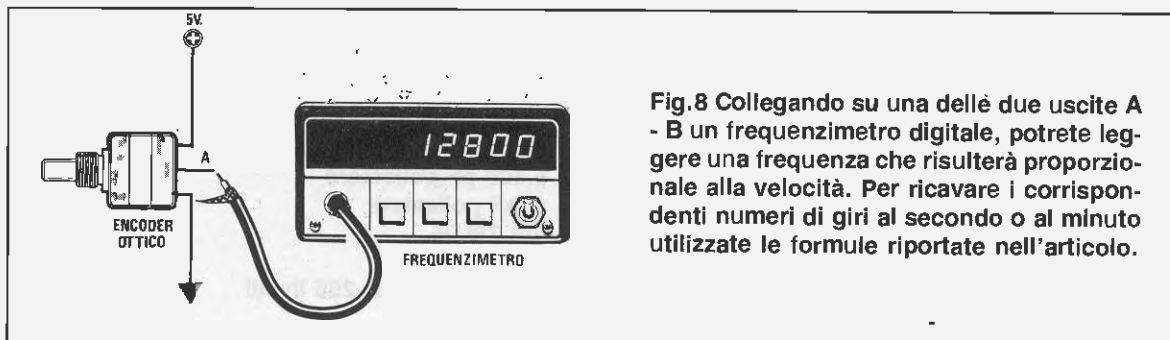 5V.
A
ENCODER
OTTICO
12800
FREQUENZIMETRO
Fig.8 Collegando su una delle due uscite A
- B un frequenzimetro digitale, potrete leg-
gere una frequenza che risulterà proporzio-
nale alla velocità. Per ricavare i corrispon-
denti numeri di giri al secondo o al minuto
utilizzate le formule riportate nell'articolo.